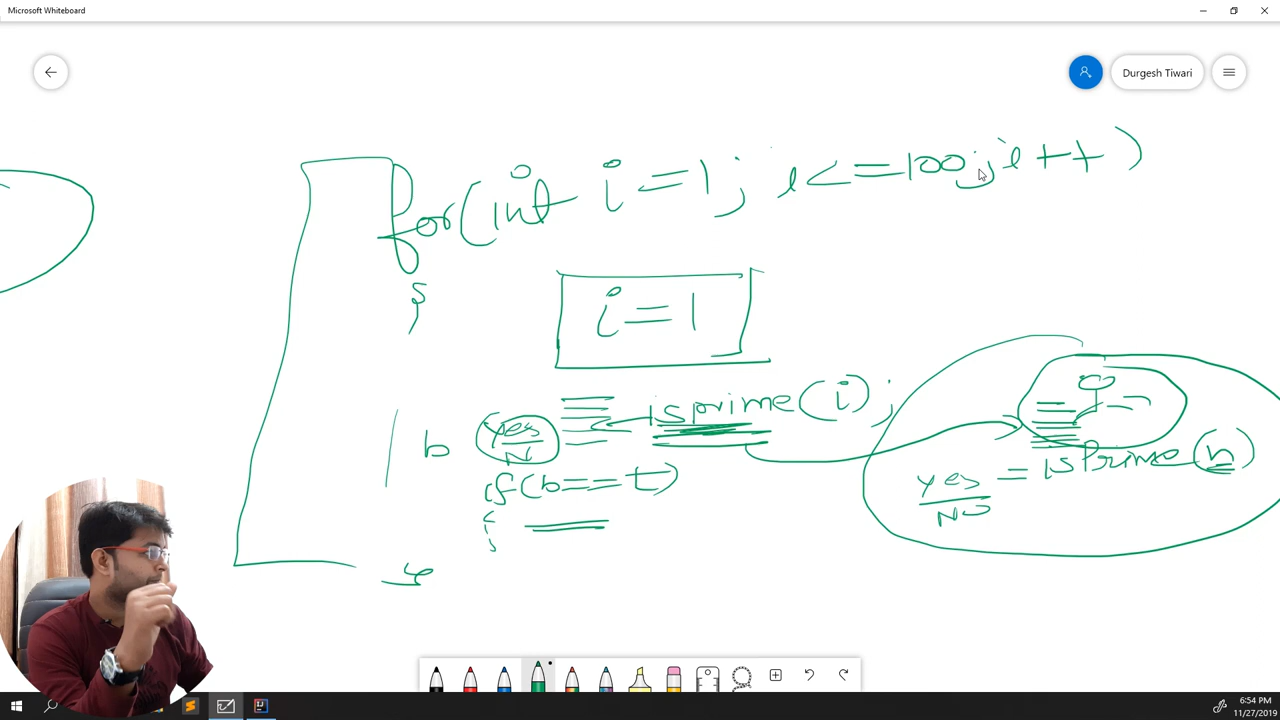 Microsoft Whiteboard
Durgesh Tiwari
for(int i=1; i<=100;i++)
{
i=1
b yes isprime(i);
N
if(b==t)
{
}
yes = isPrime(n)
NO
6:54 PM
11/27/2019